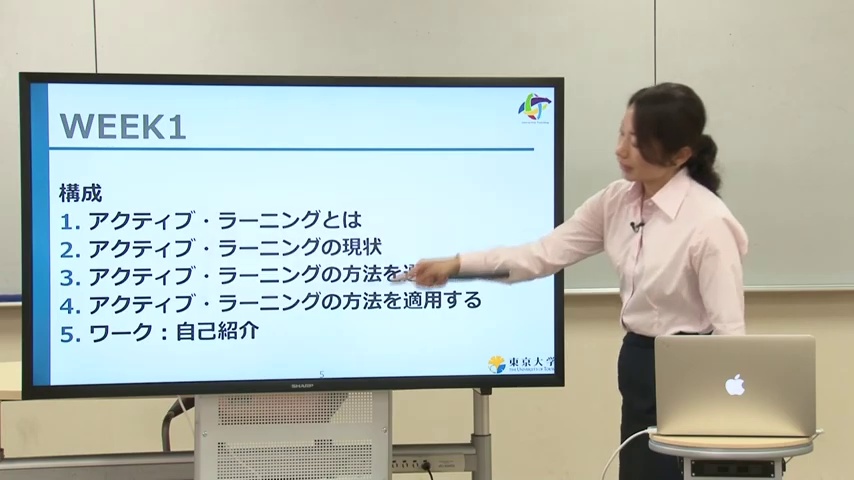 WEEK1
構成
1. アクティブ・ラーニングとは
2. アクティブ・ラーニングの現状
3. アクティブ・ラーニングの方法を
4. アクティブ・ラーニングの方法を適用する
5. ワーク：自己紹介
5
東京大学
SHARP